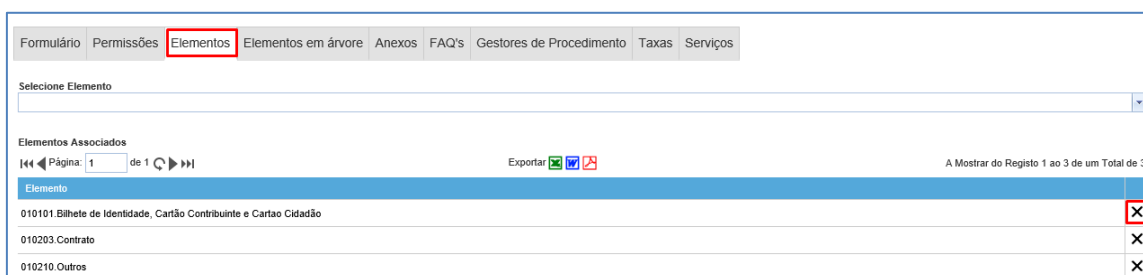 Formulário Permissões Elementos Elementos em árvore Anexos FAQ's Gestores de Procedimento Taxas Serviços
Selecione Elemento
Elementos Associados
Página: 1 de 1 Exportar A Mostrar do Registo 1 ao 3 de um Total de 3
Elemento
010101.Bilhete de Identidade, Cartão Contribuinte e Cartao Cidadão
010203.Contrato
010210.Outros